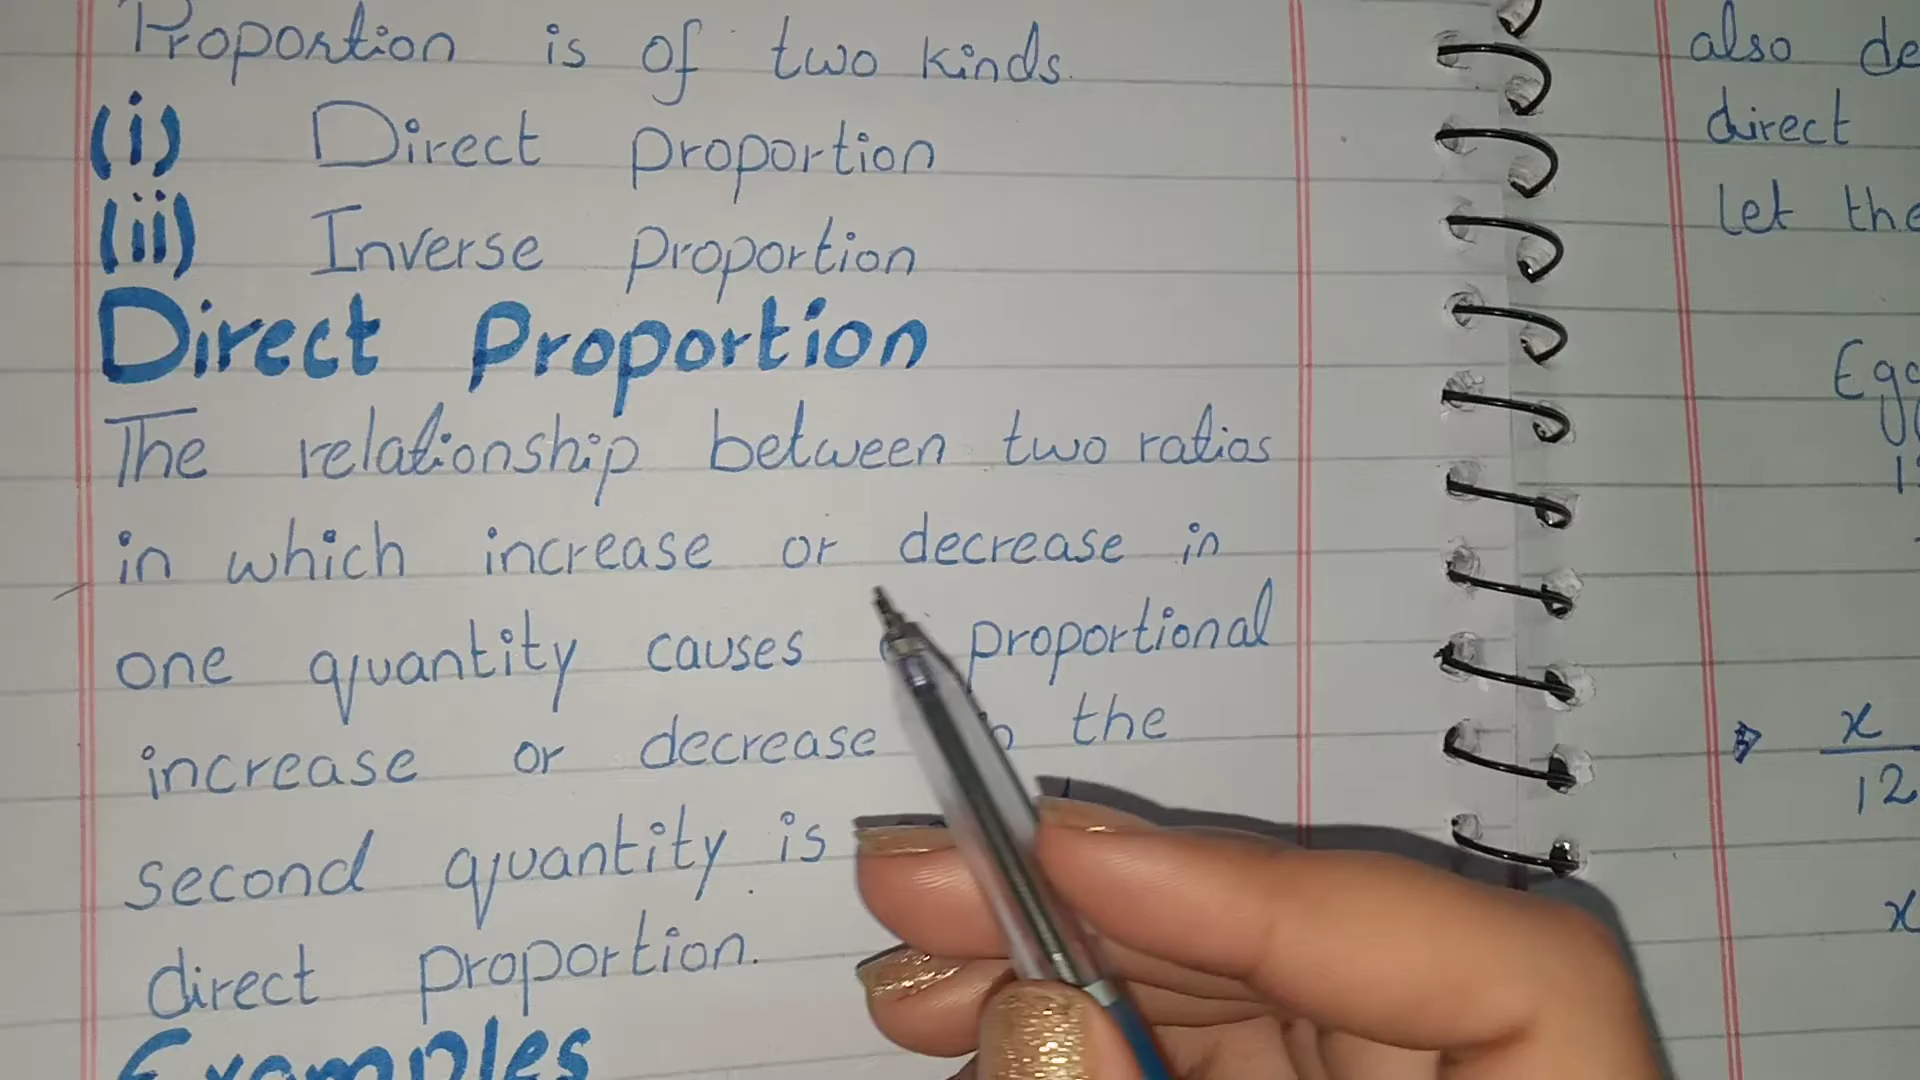 Proportion is of two kinds.
(i) Direct proportion
(ii) Inverse proportion
Direct Proportion
The relationship between two ratios
in which increase or decrease in
one quantity causes proportional
increase or decrease the
second quantity is
direct proportion.
Examples
also
direct
let
x
12
x